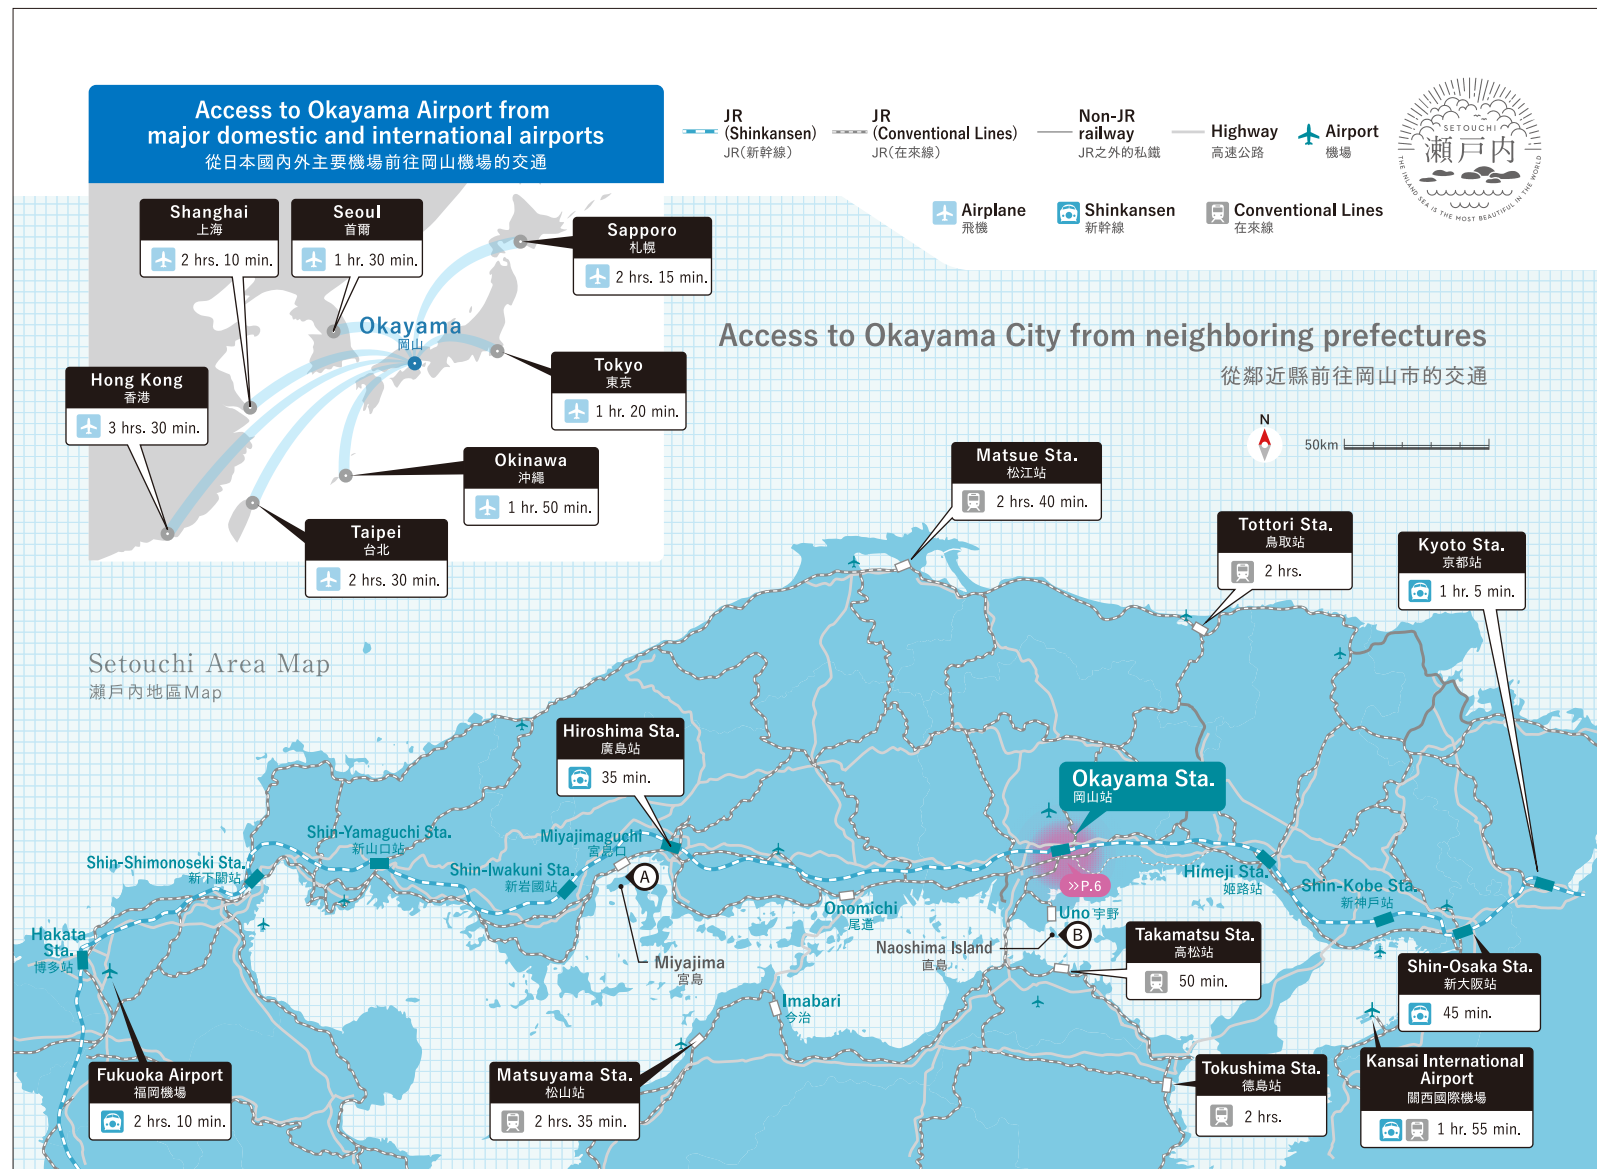 Access to Okayama Airport from
major domestic and international airports
從日本國內外主要機場前往岡山機場的交通
JR
(Shinkansen)
JR(新幹線)
JR
(Conventional Lines)
JR(在來線)
Non-JR
railway
JR之外的私鐵
Highway
高速公路
Airport
機場
Airplane
飛機
Shinkansen
新幹線
Conventional Lines
在來線
SETOUCHI
瀬戸内
THE INLAND SEA IS THE MOST BEAUTIFUL IN THE WORLD
Shanghai
上海
2 hrs. 10 min.
Seoul
首爾
1 hr. 30 min.
Sapporo
札幌
2 hrs. 15 min.
Okayama
岡山
Hong Kong
香港
3 hrs. 30 min.
Tokyo
東京
1 hr. 20 min.
Okinawa
沖繩
1 hr. 50 min.
Taipei
台北
2 hrs. 30 min.
Access to Okayama City from neighboring prefectures
從鄰近縣前往岡山市的交通
N
50km
Matsue Sta.
松江站
2 hrs. 40 min.
Tottori Sta.
鳥取站
2 hrs.
Kyoto Sta.
京都站
1 hr. 5 min.
Setouchi Area Map
瀨戶內地區Map
Hiroshima Sta.
廣島站
35 min.
Okayama Sta.
岡山站
>>P.6
Shin-Yamaguchi Sta.
新山口站
Miyajimaguchi
宮島口
Shin-Shimonoseki Sta.
新下關站
Shin-Iwakuni Sta.
新岩國站
A
Himeji Sta.
姬路站
Shin-Kobe Sta.
新神戶站
Onomichi
尾道
Uno 宇野
B
Hakata
Sta.
博多站
Miyajima
宮島
Naoshima Island
直島
Takamatsu Sta.
高松站
50 min.
Shin-Osaka Sta.
新大阪站
45 min.
Imabari
今治
Fukuoka Airport
福岡機場
2 hrs. 10 min.
Matsuyama Sta.
松山站
2 hrs. 35 min.
Tokushima Sta.
德島站
2 hrs.
Kansai International
Airport
關西國際機場
1 hr. 55 min.